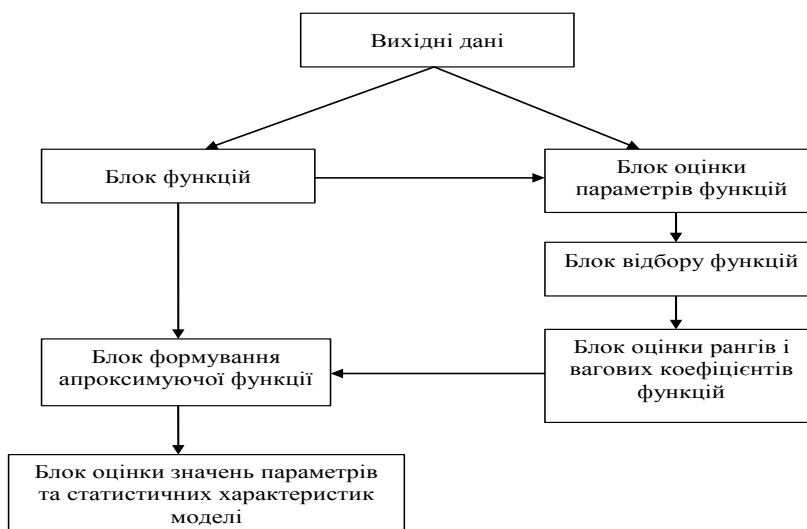 Вихідні дані
Блок функцій
Блок оцінки
параметрів функцій
Блок відбору функцій
Блок формування
апроксимуючої функції
Блок оцінки рангів і
вагових коефіцієнтів
функцій
Блок оцінки значень параметрів
та статистичних характеристик
моделі